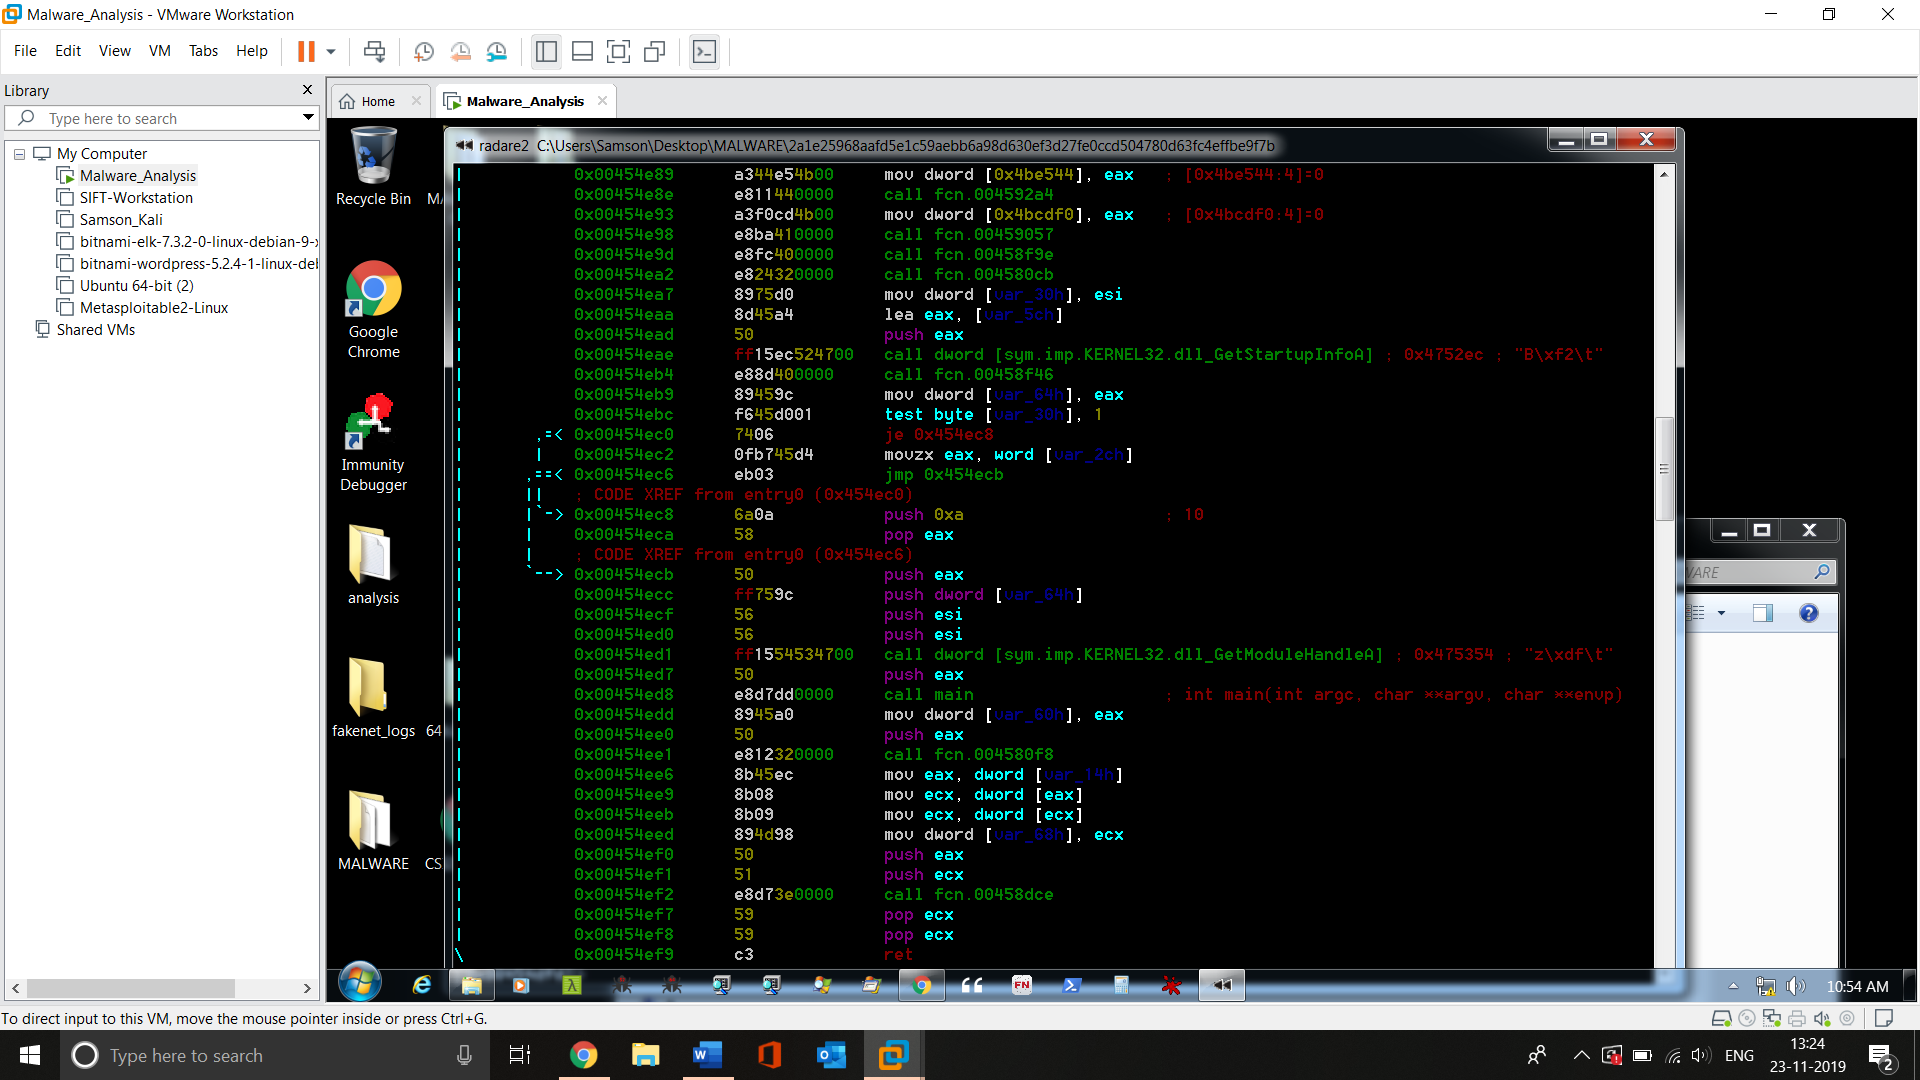 Malware_Analysis - VMware Workstation
File Edit View VM Tabs Help
Library
Type here to search
My Computer
Malware_Analysis
SIFT-Workstation
Samson_Kali
bitnami-elk-7.3.2-0-linux-debian-9-x
bitnami-wordpress-5.2.4-1-linux-deb
Ubuntu 64-bit (2)
Metasploitable2-Linux
Shared VMs
Home
Malware_Analysis
Recycle Bin
Google Chrome
Immunity Debugger
analysis
fakenet_logs 64
MALWARE CS
radare2 C:\Users\Samson\Desktop\MALWARE\2a1e25968aafd5e1c59aebb6a98d630ef3d27fe0ccd504780d63fc4effbe9f7b
0x00454e89 a344e54b00 mov dword [0x4be544], eax ; [0x4be544:4]=0
0x00454e8e e811440000 call fcn.004592a4
0x00454e93 a3f0cd4b00 mov dword [0x4bcdf0], eax ; [0x4bcdf0:4]=0
0x00454e98 e8ba410000 call fcn.00459057
0x00454e9d e8fc400000 call fcn.00458f9e
0x00454ea2 e824320000 call fcn.004580cb
0x00454ea7 8975d0 mov dword [var_30h], esi
0x00454eaa 8d45a4 lea eax, [var_5ch]
0x00454ead 50 push eax
0x00454eae ff15ec524700 call dword [sym.imp.KERNEL32.dll_GetStartupInfoA] ; 0x4752ec ; "B\xf2\t"
0x00454eb4 e88d400000 call fcn.00458f46
0x00454eb9 89459c mov dword [var_64h], eax
0x00454ebc f645d001 test byte [var_30h], 1
,=< 0x00454ec0 7406 je 0x454ec8
0x00454ec2 0fb745d4 movzx eax, word [var_2ch]
,==< 0x00454ec6 eb03 jmp 0x454ecb
; CODE XREF from entry0 (0x454ec0)
`-> 0x00454ec8 6a0a push 0xa ; 10
0x00454eca 58 pop eax
; CODE XREF from entry0 (0x454ec6)
`--> 0x00454ecb 50 push eax
0x00454ecc ff759c push dword [var_64h]
0x00454ecf 56 push esi
0x00454ed0 56 push esi
0x00454ed1 ff1554534700 call dword [sym.imp.KERNEL32.dll_GetModuleHandleA] ; 0x475354 ; "z\xdf\t"
0x00454ed7 50 push eax
0x00454ed8 e8d7dd0000 call main ; int main(int argc, char **argv, char **envp)
0x00454edd 8945a0 mov dword [var_60h], eax
0x00454ee0 50 push eax
0x00454ee1 e812320000 call fcn.004580f8
0x00454ee6 8b45ec mov eax, dword [var_14h]
0x00454ee9 8b08 mov ecx, dword [eax]
0x00454eeb 8b09 mov ecx, dword [ecx]
0x00454eed 894d98 mov dword [var_68h], ecx
0x00454ef0 50 push eax
0x00454ef1 51 push ecx
0x00454ef2 e8d73e0000 call fcn.00458dce
0x00454ef7 59 pop ecx
0x00454ef8 59 pop ecx
0x00454ef9 c3 ret
10:54 AM
To direct input to this VM, move the mouse pointer inside or press Ctrl+G.
Type here to search
ENG
13:24
23-11-2019
2